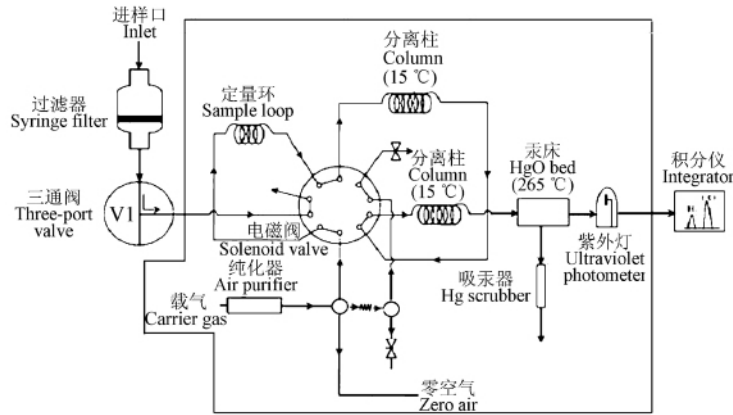 进样口
Inlet
过滤器
Syringe filter
三通阀
Three-port
valve
V1
定量环
Sample loop
分离柱
Column
(15 ℃)
分离柱
Column
(15 ℃)
电磁阀
Solenoid valve
纯化器
Air purifier
载气
Carrier gas
汞床
HgO bed
(265 ℃)
紫外灯
Ultraviolet
photometer
积分仪
Integrator
吸汞器
Hg scrubber
零空气
Zero air